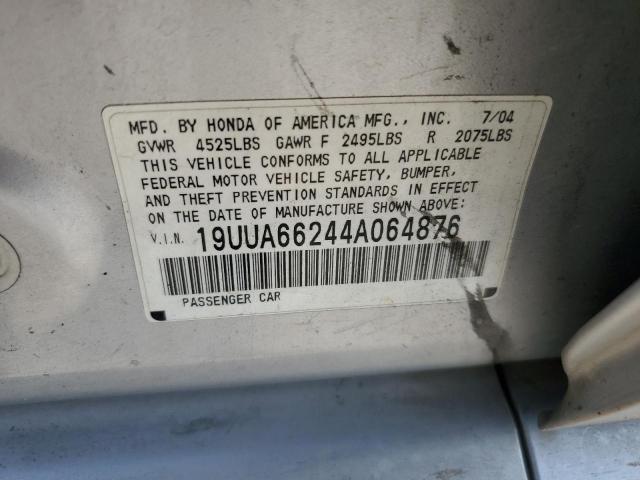 MFD. BY HONDA OF AMERICA MFG., INC. 7/04
GVWR 4525LBS GAWR F 2495LBS R 2075LBS
THIS VEHICLE CONFORMS TO ALL APPLICABLE
FEDERAL MOTOR VEHICLE SAFETY, BUMPER,
AND THEFT PREVENTION STANDARDS IN EFFECT
ON THE DATE OF MANUFACTURE SHOWN ABOVE:
V.I.N. 19UUA66244A064876
PASSENGER CAR